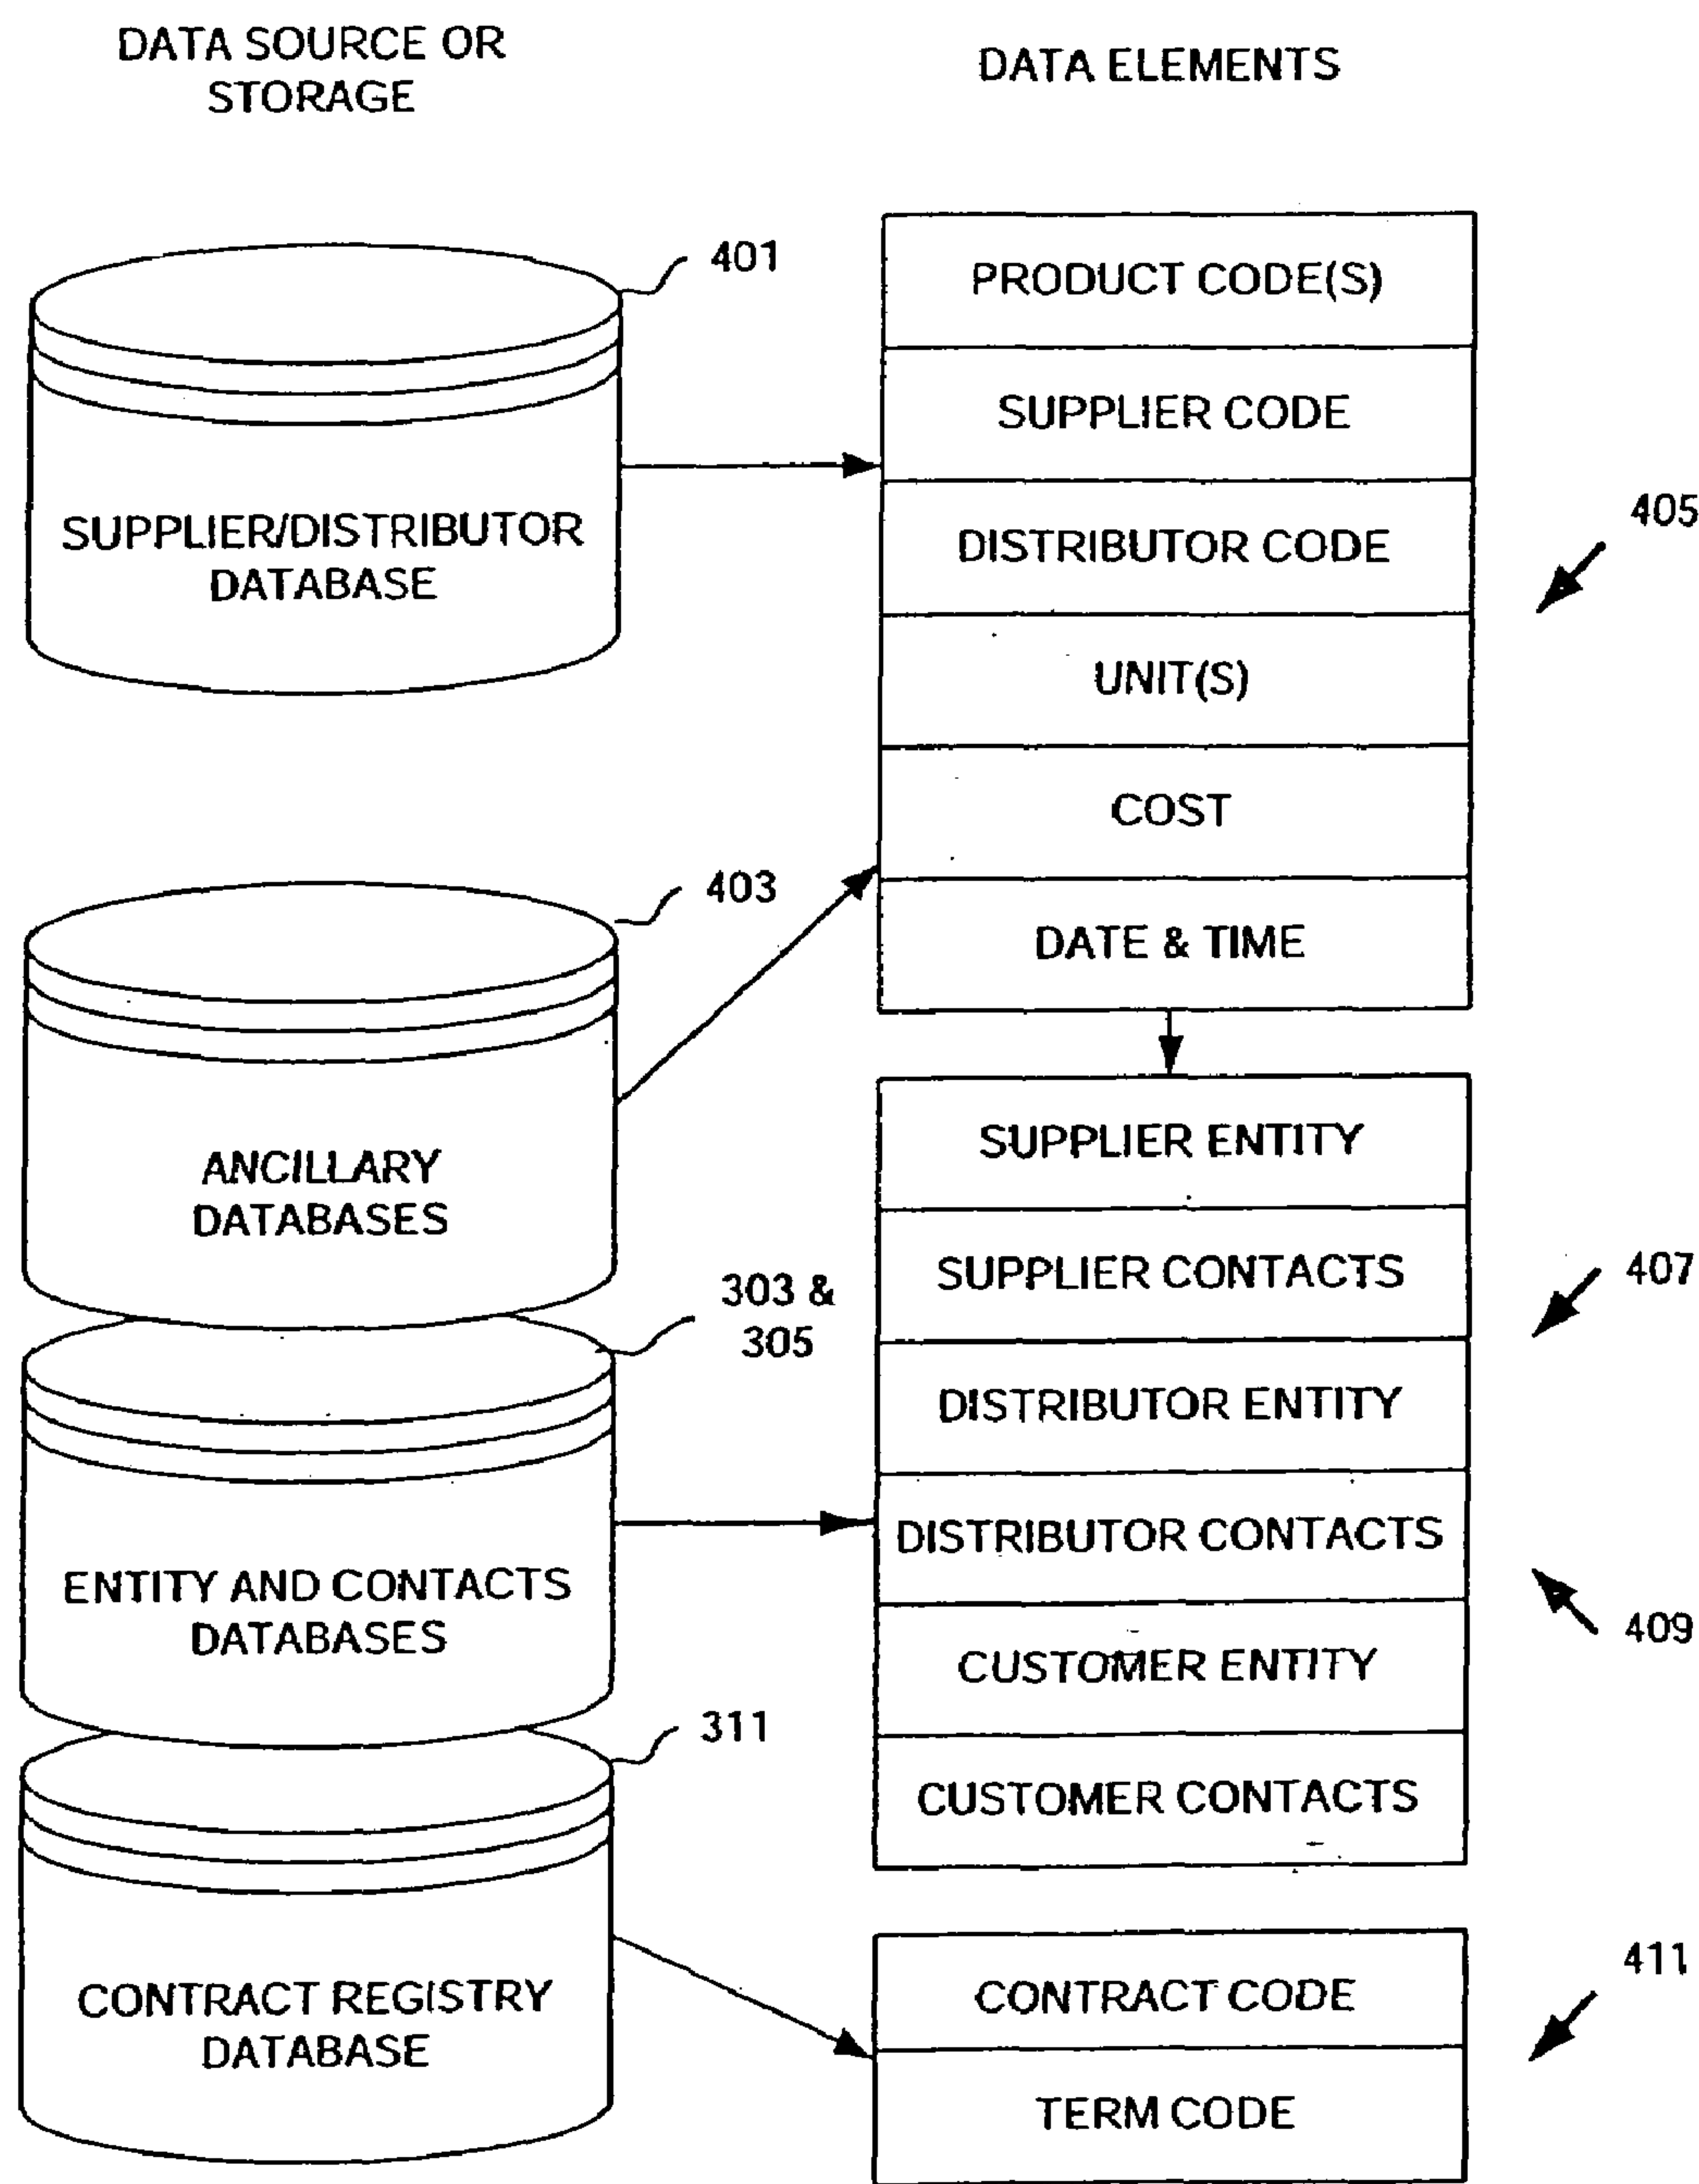 DATA SOURCE OR
STORAGE
DATA ELEMENTS
401
SUPPLIER/DISTRIBUTOR
DATABASE
403
ANCILLARY
DATABASES
303 &
305
ENTITY AND CONTACTS
DATABASES
311
CONTRACT REGISTRY
DATABASE
PRODUCT CODE(S)
SUPPLIER CODE
DISTRIBUTOR CODE
UNIT(S)
COST
DATE & TIME
405
SUPPLIER ENTITY
SUPPLIER CONTACTS
DISTRIBUTOR ENTITY
DISTRIBUTOR CONTACTS
CUSTOMER ENTITY
CUSTOMER CONTACTS
407
409
CONTRACT CODE
TERM CODE
411